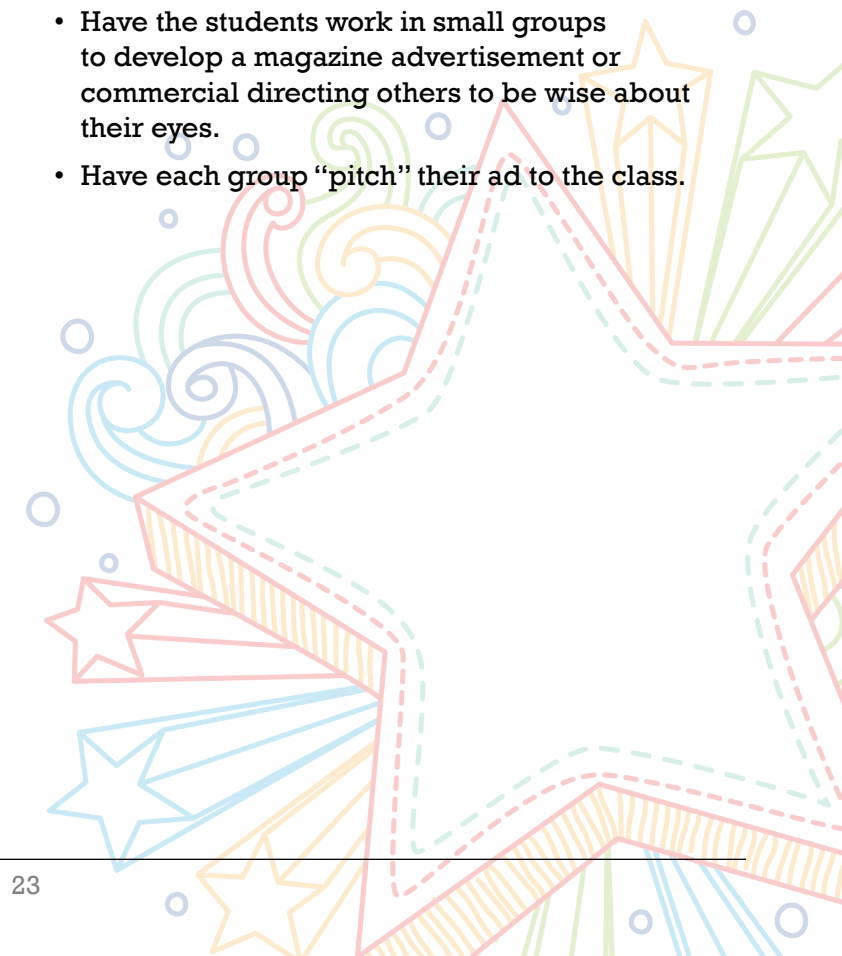 • Have the students work in small groups
to develop a magazine advertisement or
commercial directing others to be wise about
their eyes.
• Have each group “pitch” their ad to the class.
23